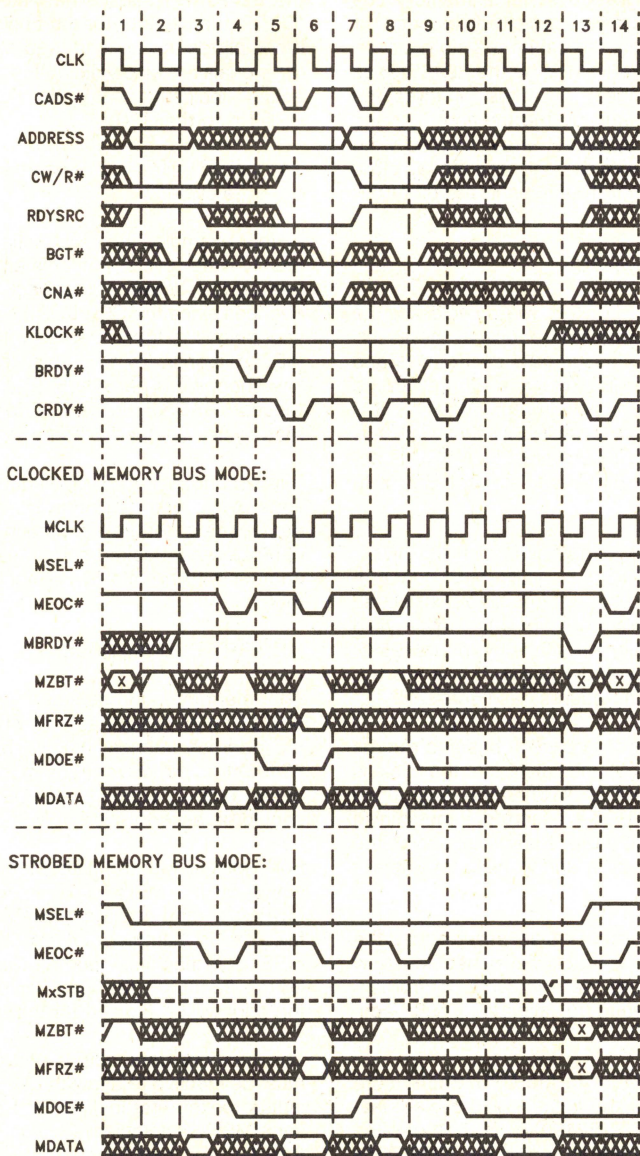 1 2 3 4 5 6 7 8 9 10 11 12 13 14
CLK
CADS#
ADDRESS
CW/R#
RDYSRC
BGT#
CNA#
KLOCK#
BRDY#
CRDY#
CLOCKED MEMORY BUS MODE:
MCLK
MSEL#
MEOC#
MBRDY#
MZBT# X X X
MFRZ#
MDOE#
MDATA
STROBED MEMORY BUS MODE:
MSEL#
MEOC#
MxSTB
MZBT# X
MFRZ# X
MDOE#
MDATA